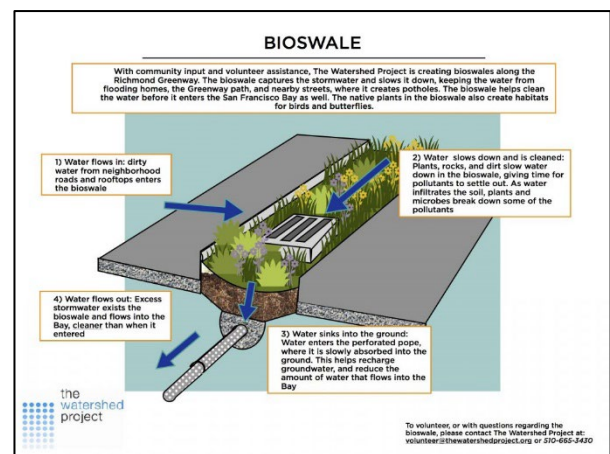 BIOSWALE
With community input and volunteer assistance, The Watershed Project is creating bioswales along the
Richmond Greenway. The bioswale captures the stormwater and slows it down, keeping the water from
flooding homes, the Greenway path, and nearby streets, where it creates potholes. The bioswale helps clean
the water before it enters the San Francisco Bay as well. The native plants in the bioswale also create habitats
for birds and butterflies.
1) Water flows in: dirty
water from neighborhood
roads and rooftops enters
the bioswale
2) Water slows down and is cleaned:
Plants, rocks, and dirt slow water
down in the bioswale, giving time for
pollutants to settle out. As water
infiltrates the soil, plants and
microbes break down some of the
pollutants
4) Water flows out: Excess
stormwater exists the
bioswale and flows into the
Bay, cleaner than when it
entered
3) Water sinks into the ground:
Water enters the perforated pope,
where it is slowly absorbed into the
ground. This helps recharge
groundwater, and reduce the
amount of water that flows into the
Bay
the
watershed
project
To volunteer, or with questions regarding the
bioswale, please contact The Watershed Project at:
volunteer@thewatershedproject.org or 510-665-3430